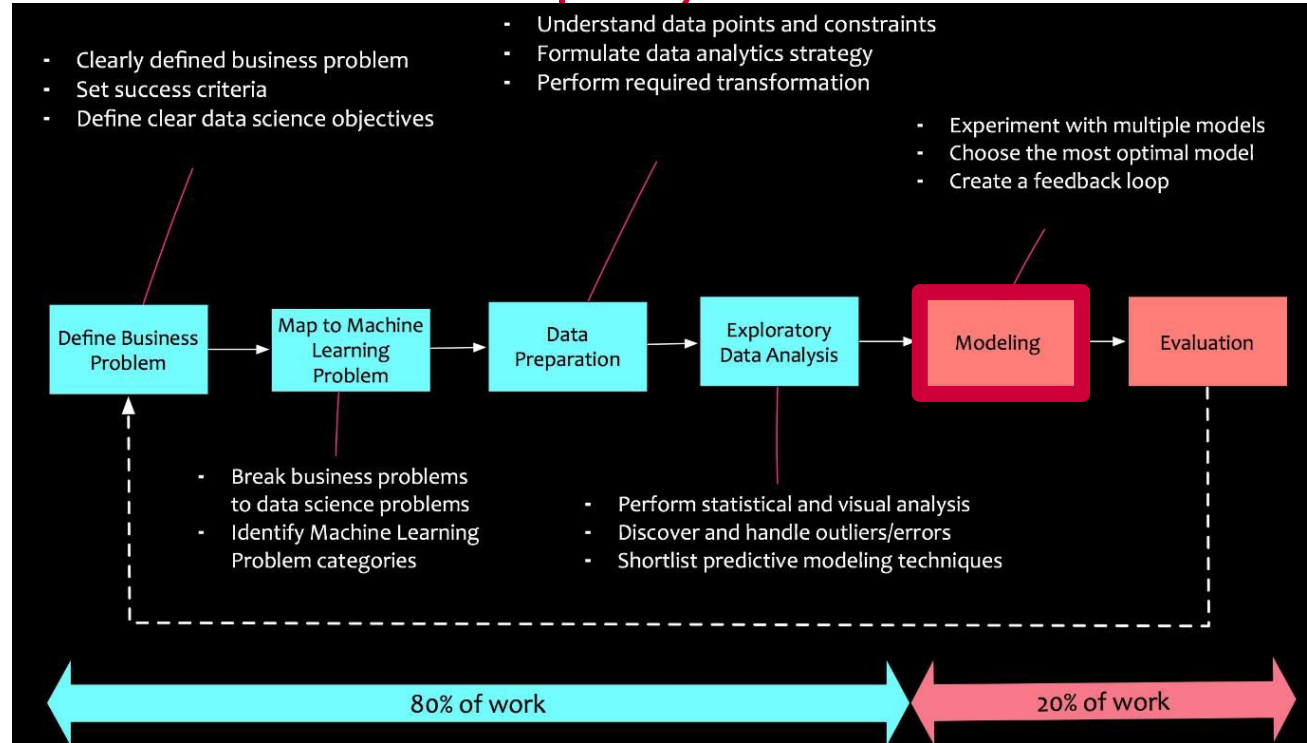 - Understand data points and constraints
- Formulate data analytics strategy
- Perform required transformation
- Clearly defined business problem
- Set success criteria
- Define clear data science objectives
- Experiment with multiple models
- Choose the most optimal model
- Create a feedback loop
Define Business
Problem
Map to Machine
Learning
Problem
Data
Preparation
Exploratory
Data Analysis
Modeling
Evaluation
- Break business problems
to data science problems
- Identify Machine Learning
Problem categories
- Perform statistical and visual analysis
- Discover and handle outliers/errors
- Shortlist predictive modeling techniques
80% of work
20% of work